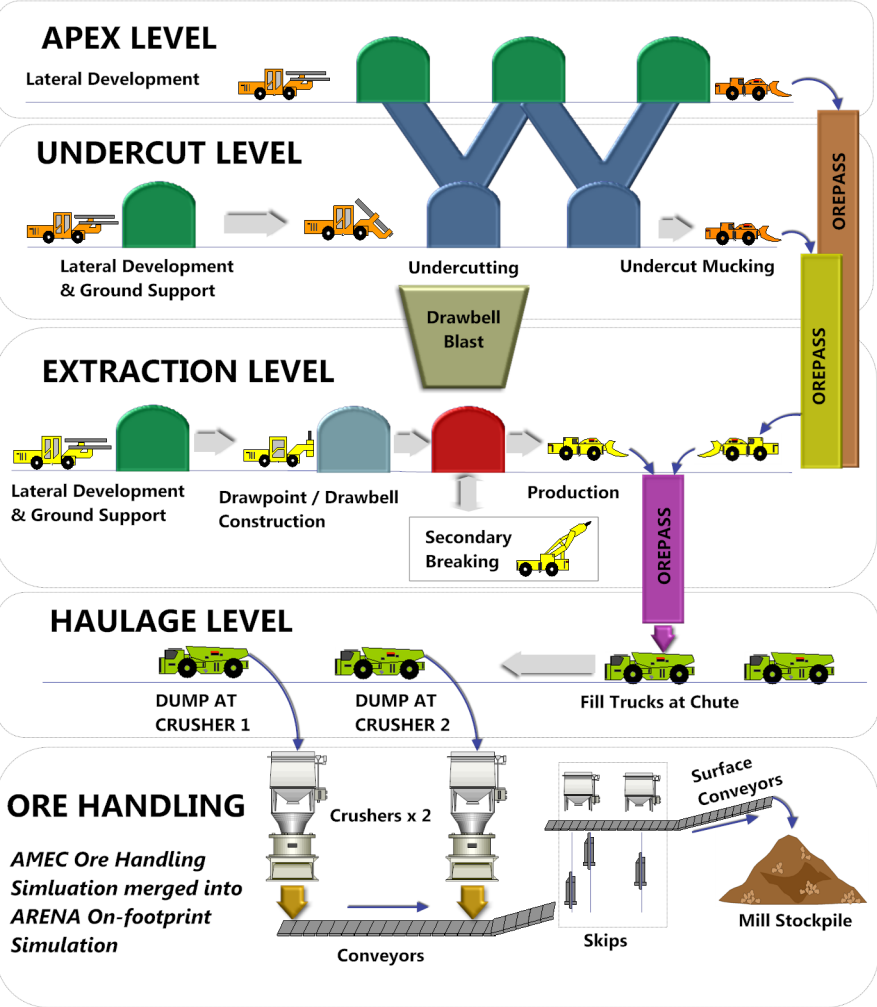 APEX LEVEL
Lateral Development
UNDERCUT LEVEL
OREPASS
Lateral Development
& Ground Support
Undercutting
Undercut Mucking
Drawbell
Blast
OREPASS
EXTRACTION LEVEL
Lateral Development
& Ground Support
Drawpoint / Drawbell
Construction
Production
Secondary
Breaking
OREPASS
HAULAGE LEVEL
DUMP AT
CRUSHER 1
DUMP AT
CRUSHER 2
Fill Trucks at Chute
ORE HANDLING
Crushers x 2
Surface
Conveyors
AMEC Ore Handling
Simluation merged into
ARENA On-footprint
Simulation
Conveyors
Skips
Mill Stockpile